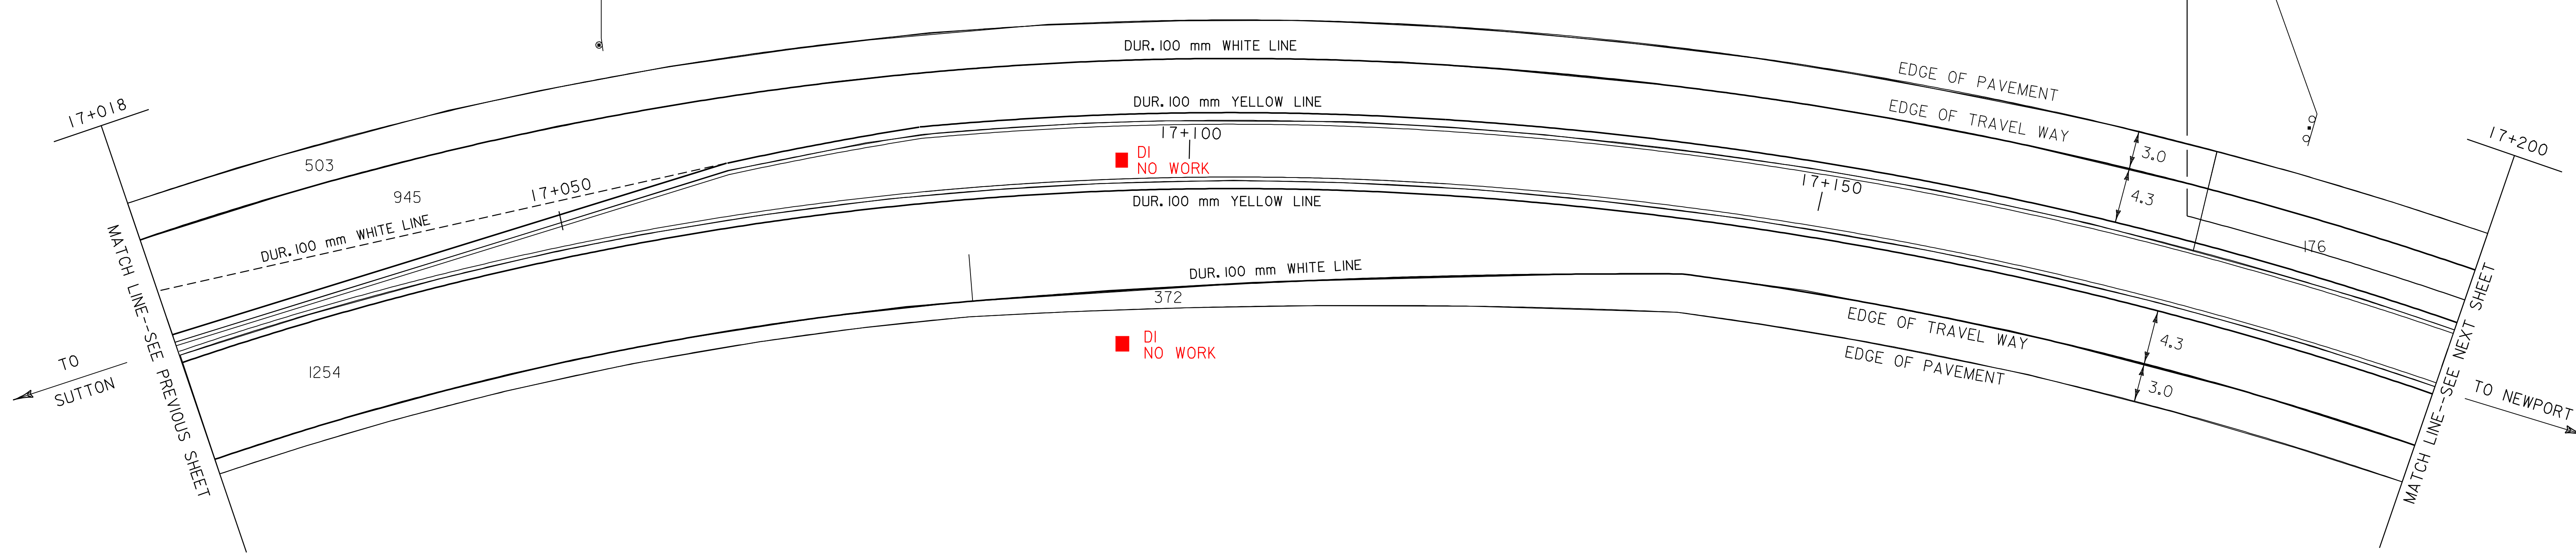 DUR. 100 mm WHITE LINE
EDGE OF PAVEMENT
17+018
DUR. 100 mm YELLOW LINE
EDGE OF TRAVEL WAY
17+100
17+200
DI
NO WORK
3.0
503
945
17+050
17+150
4.3
DUR. 100 mm YELLOW LINE
DUR. 100 mm WHITE LINE
176
MATCH LINE--SEE PREVIOUS SHEET
DUR. 100 mm WHITE LINE
372
EDGE OF TRAVEL WAY
MATCH LINE--SEE NEXT SHEET
DI
NO WORK
4.3
EDGE OF PAVEMENT
TO
SUTTON
1254
3.0
TO NEWPORT